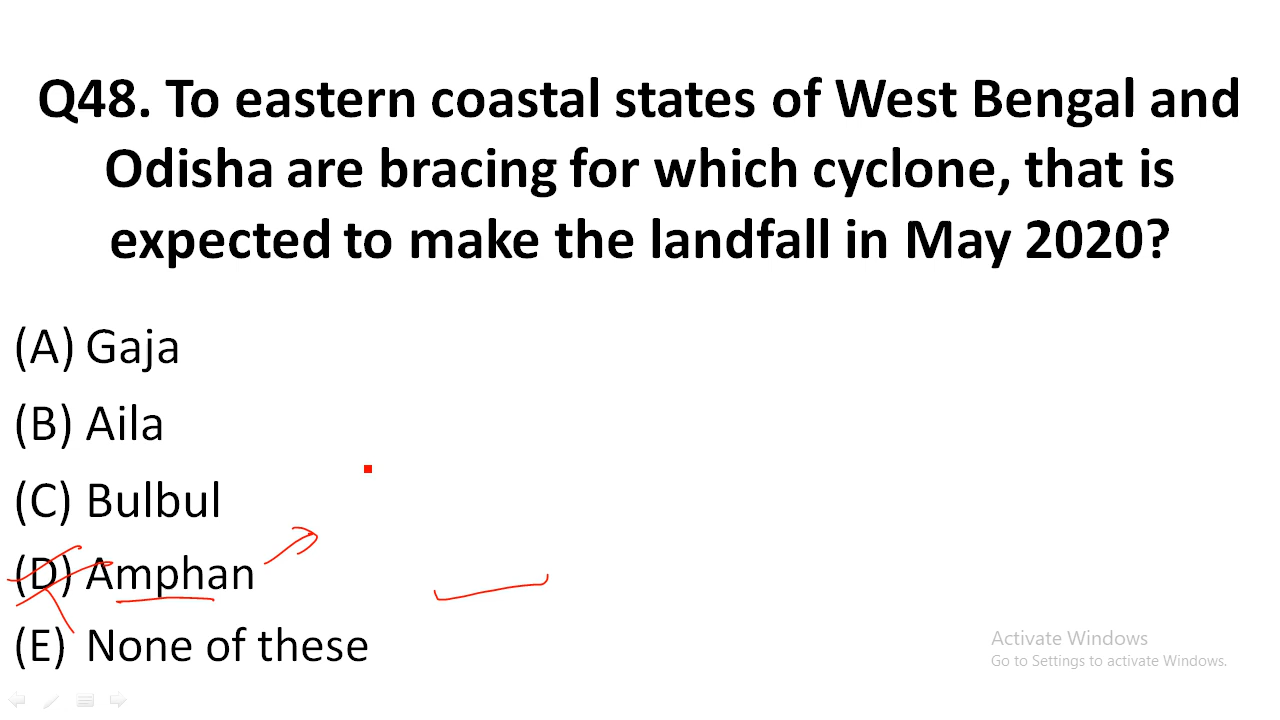 Q48. To eastern coastal states of West Bengal and
Odisha are bracing for which cyclone, that is
expected to make the landfall in May 2020?
(A) Gaja
(B) Aila
(C) Bulbul
(D) Amphan
(E) None of these
Activate Windows
Go to Settings to activate Windows.